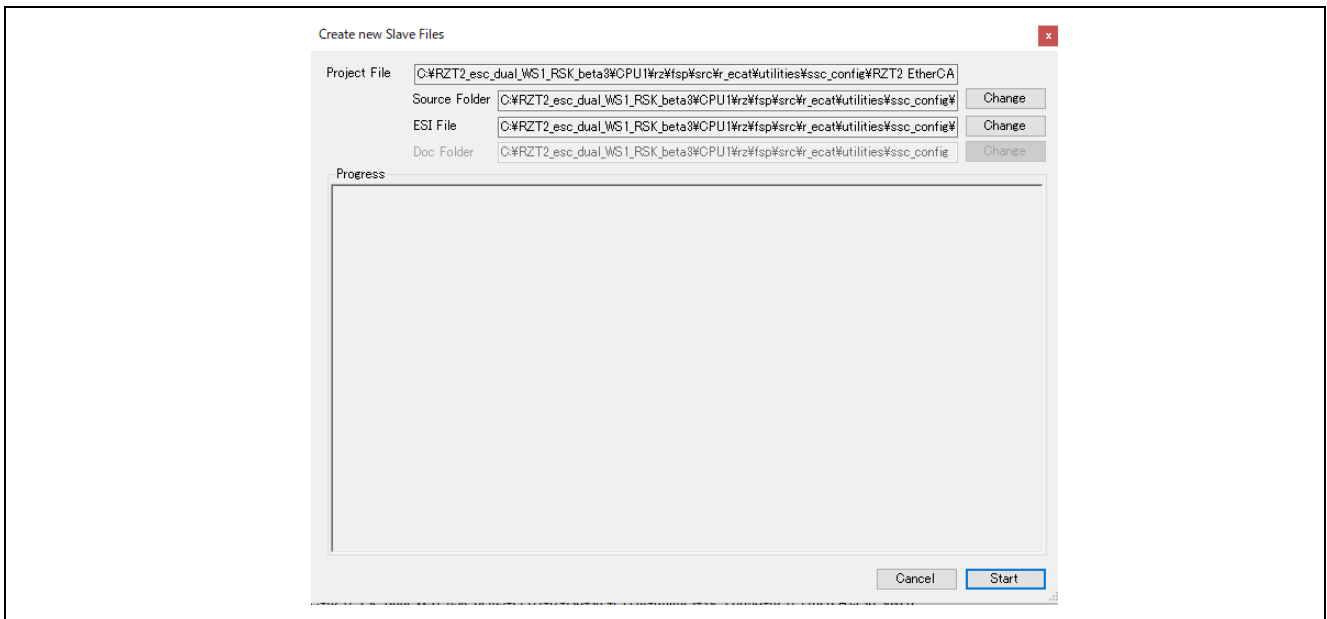 Create new Slave Files
x
Project File C:¥RZT2_esc_dual_WS1_RSK_beta3¥CPU1¥rz¥fsp¥src¥r_ecat¥utilities¥ssc_config¥RZT2 EtherCA
Source Folder C:¥RZT2_esc_dual_WS1_RSK_beta3¥CPU1¥rz¥fsp¥src¥r_ecat¥utilities¥ssc_config¥ Change
ESI File C:¥RZT2_esc_dual_WS1_RSK_beta3¥CPU1¥rz¥fsp¥src¥r_ecat¥utilities¥ssc_config¥ Change
Doc Folder C:¥RZT2_esc_dual_WS1_RSK_beta3¥CPU1¥rz¥fsp¥src¥r_ecat¥utilities¥ssc_config Change
Progress
Cancel Start